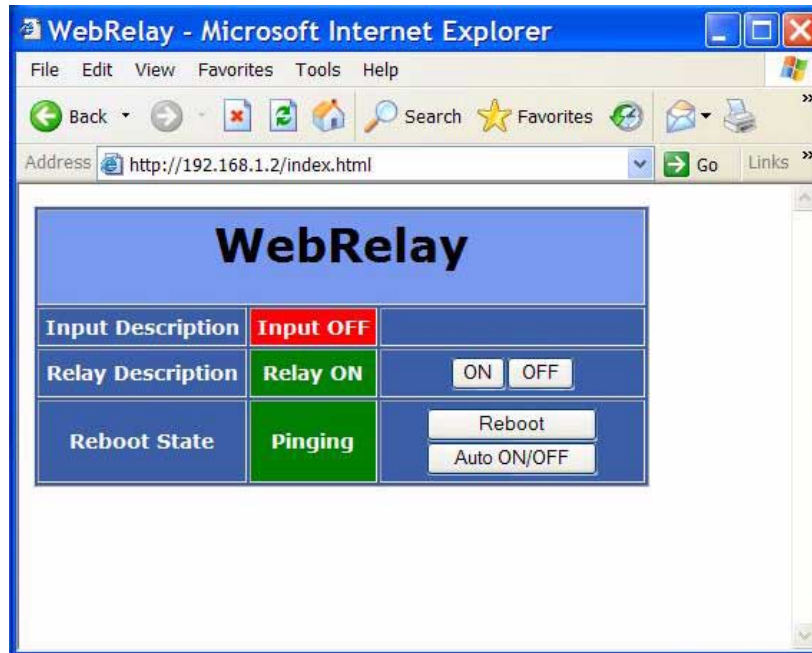 WebRelay - Microsoft Internet Explorer
File Edit View Favorites Tools Help
Back Search Favorites »
Address http://192.168.1.2/index.html Go Links »
WebRelay
Input Description Input OFF
Relay Description Relay ON ON OFF
Reboot State Pinging Reboot
Auto ON/OFF